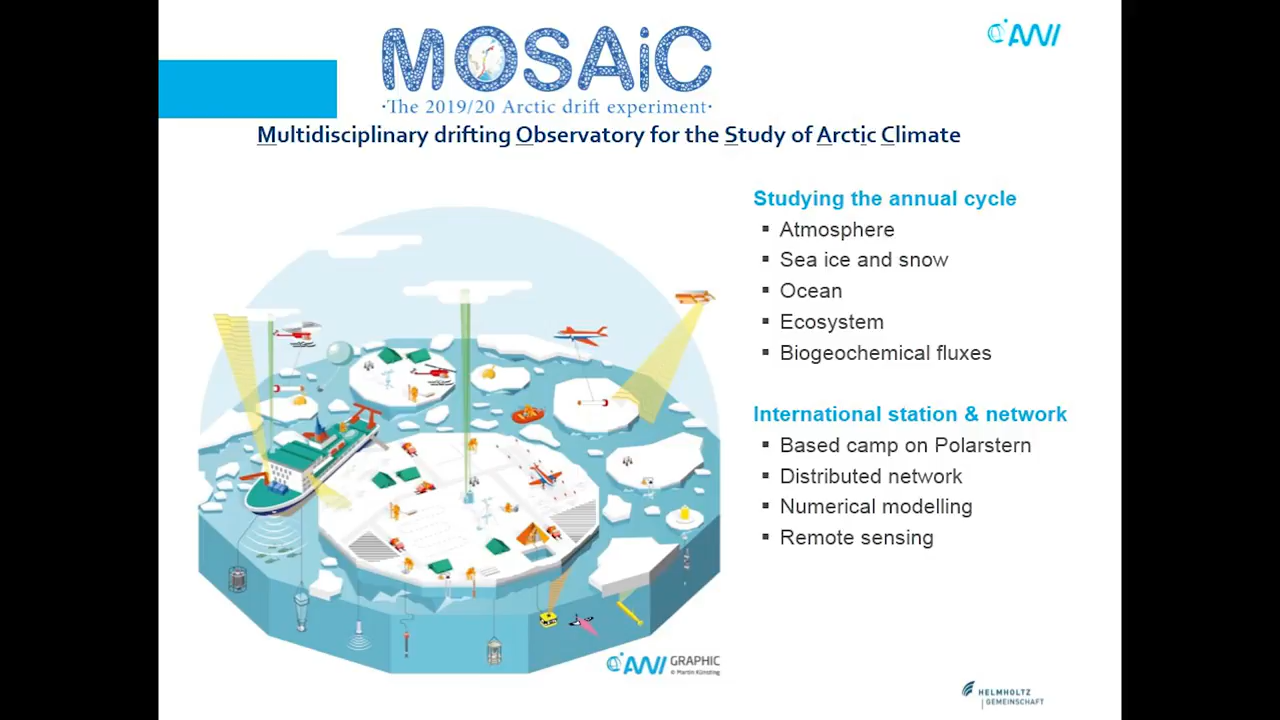 MOSAiC
AWI
·The 2019/20 Arctic drift experiment·
Multidisciplinary drifting Observatory for the Study of Arctic Climate
Studying the annual cycle
▪ Atmosphere
▪ Sea ice and snow
▪ Ocean
▪ Ecosystem
▪ Biogeochemical fluxes
International station & network
▪ Based camp on Polarstern
▪ Distributed network
▪ Numerical modelling
▪ Remote sensing
AWI GRAPHIC
© Martin Künsting
HELMHOLTZ
GEMEINSCHAFT